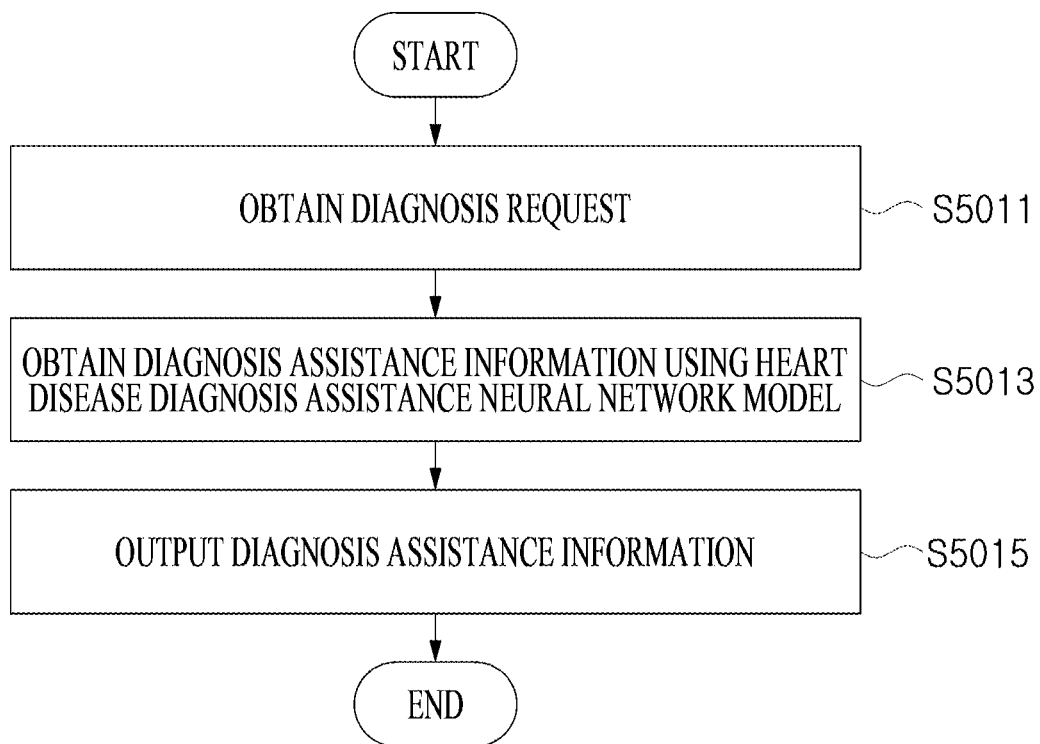 START
OBTAIN DIAGNOSIS REQUEST
S5011
OBTAIN DIAGNOSIS ASSISTANCE INFORMATION USING HEART
DISEASE DIAGNOSIS ASSISTANCE NEURAL NETWORK MODEL
S5013
OUTPUT DIAGNOSIS ASSISTANCE INFORMATION
S5015
END